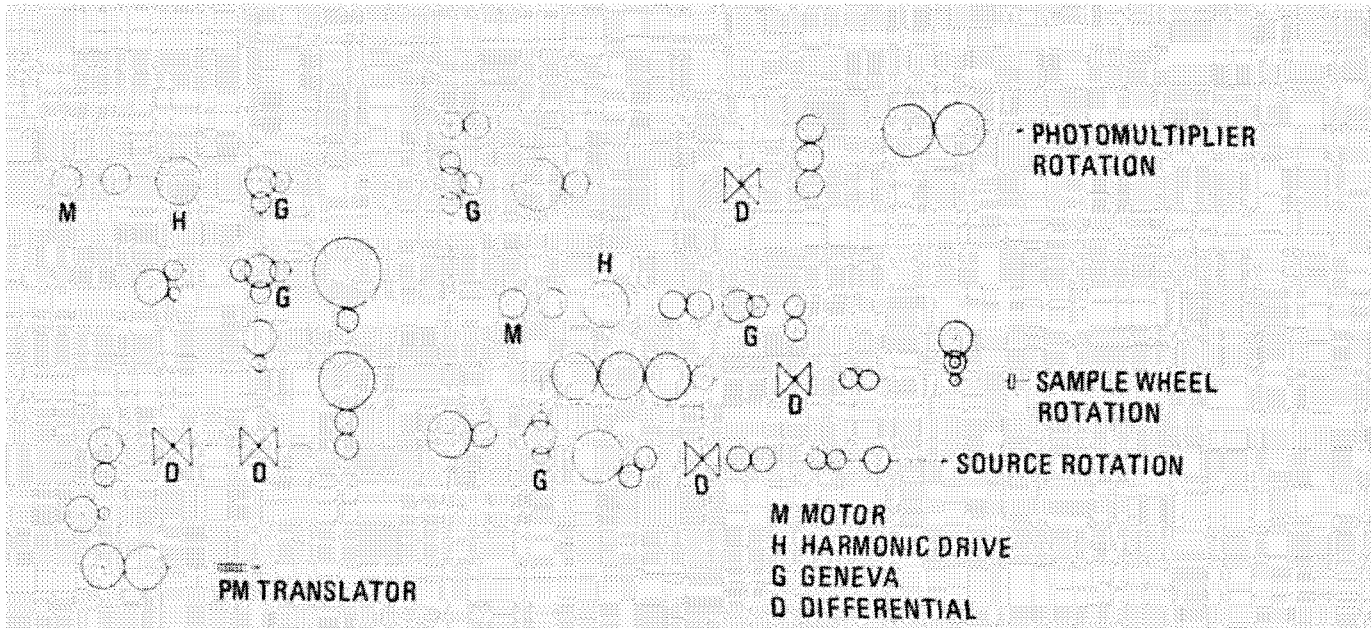 PHOTOMULTIPLIER
ROTATION
M
H
G
G
D
H
G
M
G
SAMPLE WHEEL
ROTATION
D
D
D
G
D
SOURCE ROTATION
M MOTOR
H HARMONIC DRIVE
G GENEVA
D DIFFERENTIAL
PM TRANSLATOR